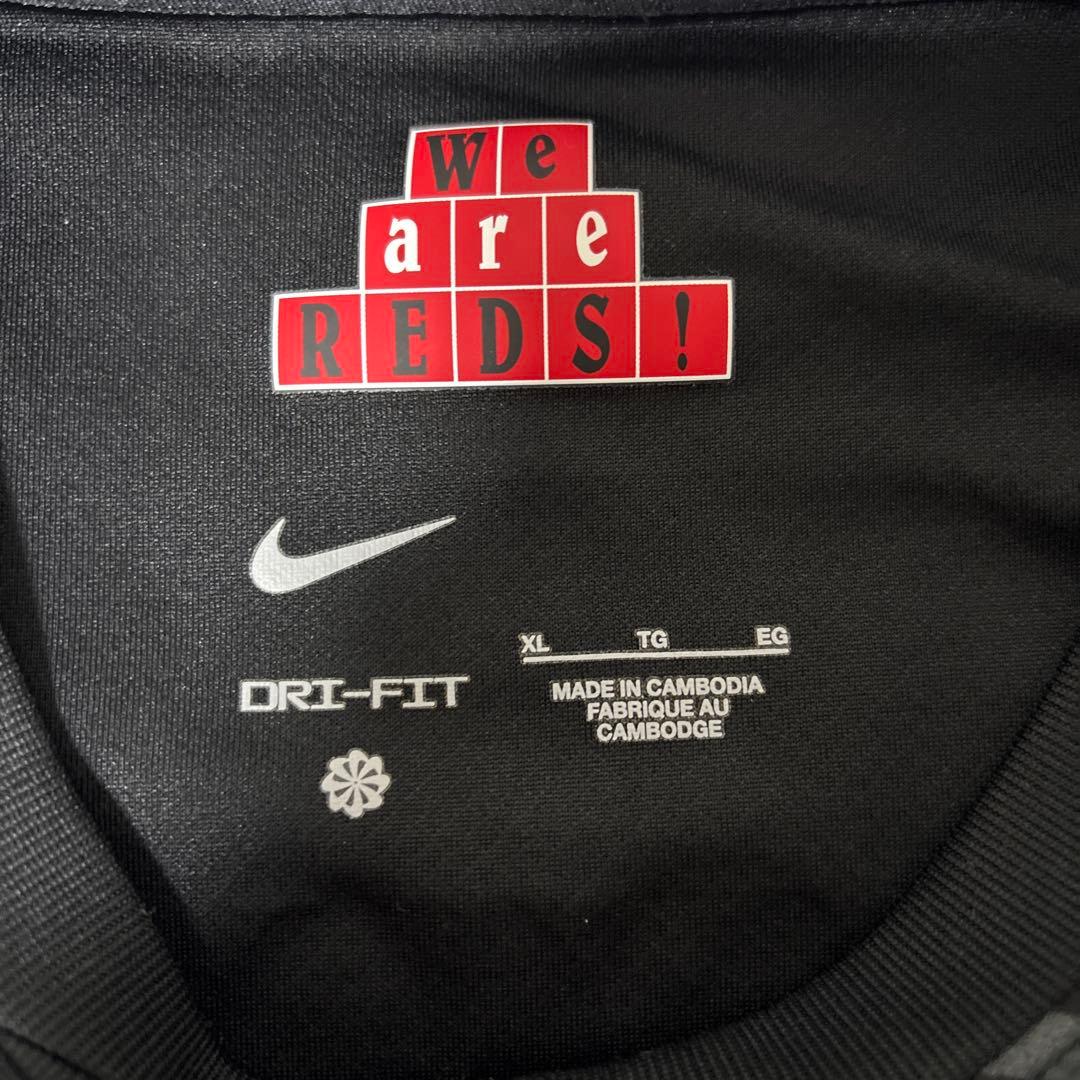 We
are
REDS!
XL TG EG
DRI-FIT
MADE IN CAMBODIA
FABRIQUE AU
CAMBODGE